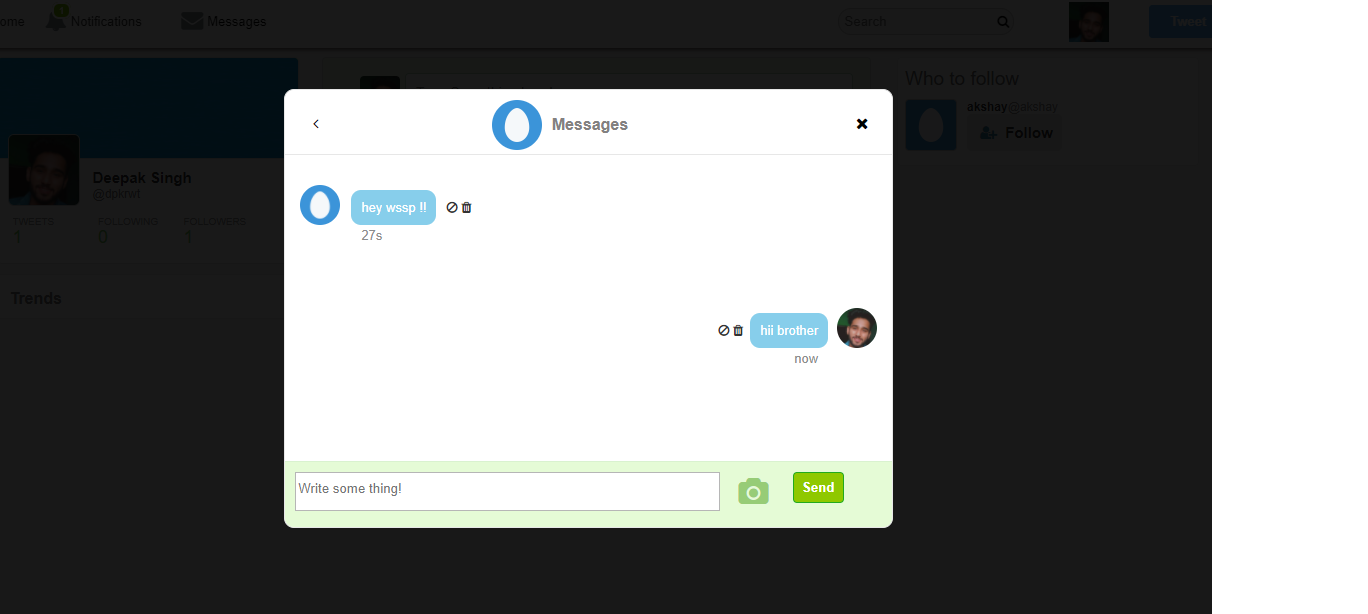 ome
1
Notifications
Messages
Search
Tweet
Who to follow
akshay@akshay
Follow
Deepak Singh
@dpkrwt
TWEETS FOLLOWING FOLLOWERS
1 0 1
Trends
Messages
hey wssp !!
27s
hii brother
now
Write some thing!
Send